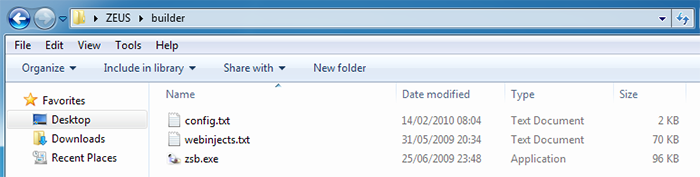 ZEUS builder
File Edit View Tools Help
Organize Include in library Share with New folder
Favorites
Desktop
Downloads
Recent Places
Name Date modified Type Size
config.txt 14/02/2010 08:04 Text Document 2 KB
webinjects.txt 31/05/2009 20:34 Text Document 70 KB
zsb.exe 25/06/2009 23:48 Application 96 KB